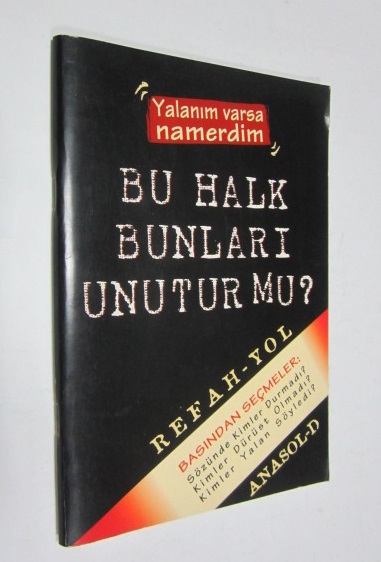 "Yalanım varsa
namerdim"
BU HALK
BUNLARI
UNUTUR MU?
REFAH-YOL
BASINDAN SEÇMELER:
Sözünde Kimler Durmadı?
Kimler Dürüst Olmadı?
Kimler Yalan Söyledi?
ANASOL-D